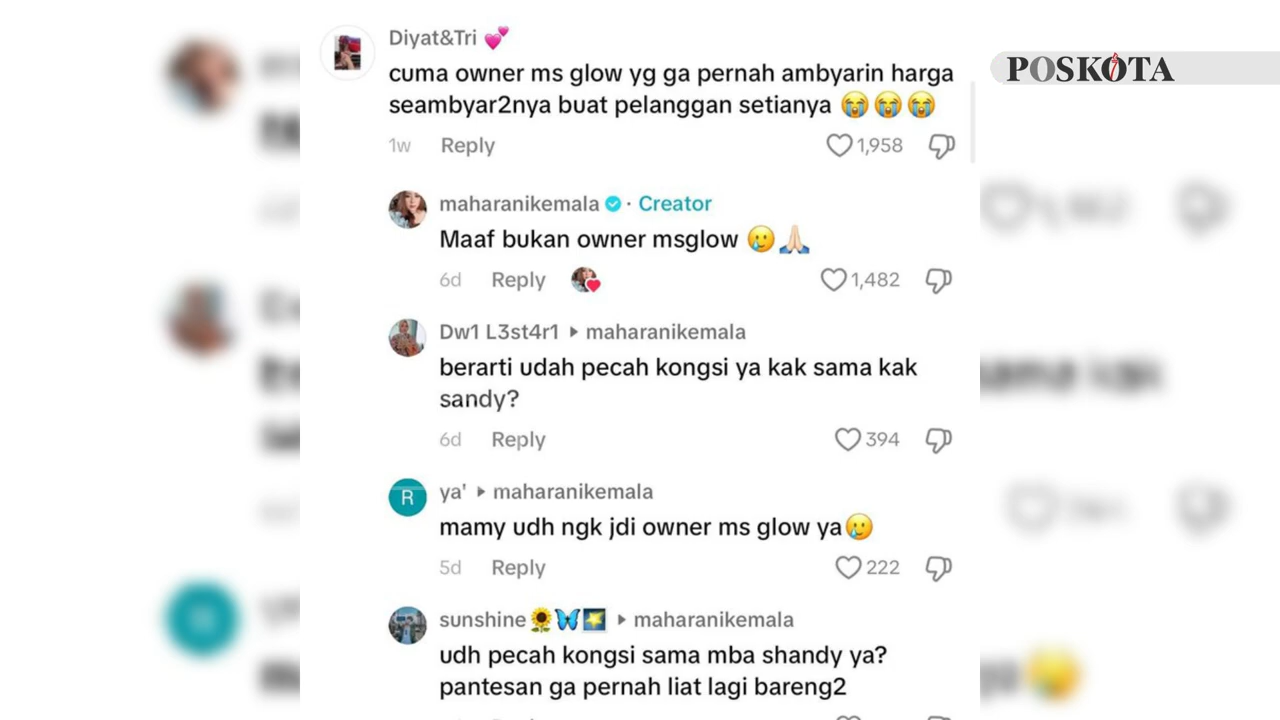 POSKOTA
Diyat&Tri 💕
cuma owner ms glow yg ga pernah ambyarin harga
seambyar2nya buat pelanggan setianya 😭😭😭
1w Reply 1,958
maharanikemala · Creator
Maaf bukan owner msglow 🥲🙏🏻
6d Reply 1,482
Dw1 L3st4r1 ▸ maharanikemala
berarti udah pecah kongsi ya kak sama kak
sandy?
6d Reply 394
R
ya' ▸ maharanikemala
mamy udh ngk jdi owner ms glow ya🥲
5d Reply 222
sunshine🌻🦋🌠 ▸ maharanikemala
udh pecah kongsi sama mba shandy ya?
pantesan ga pernah liat lagi bareng2